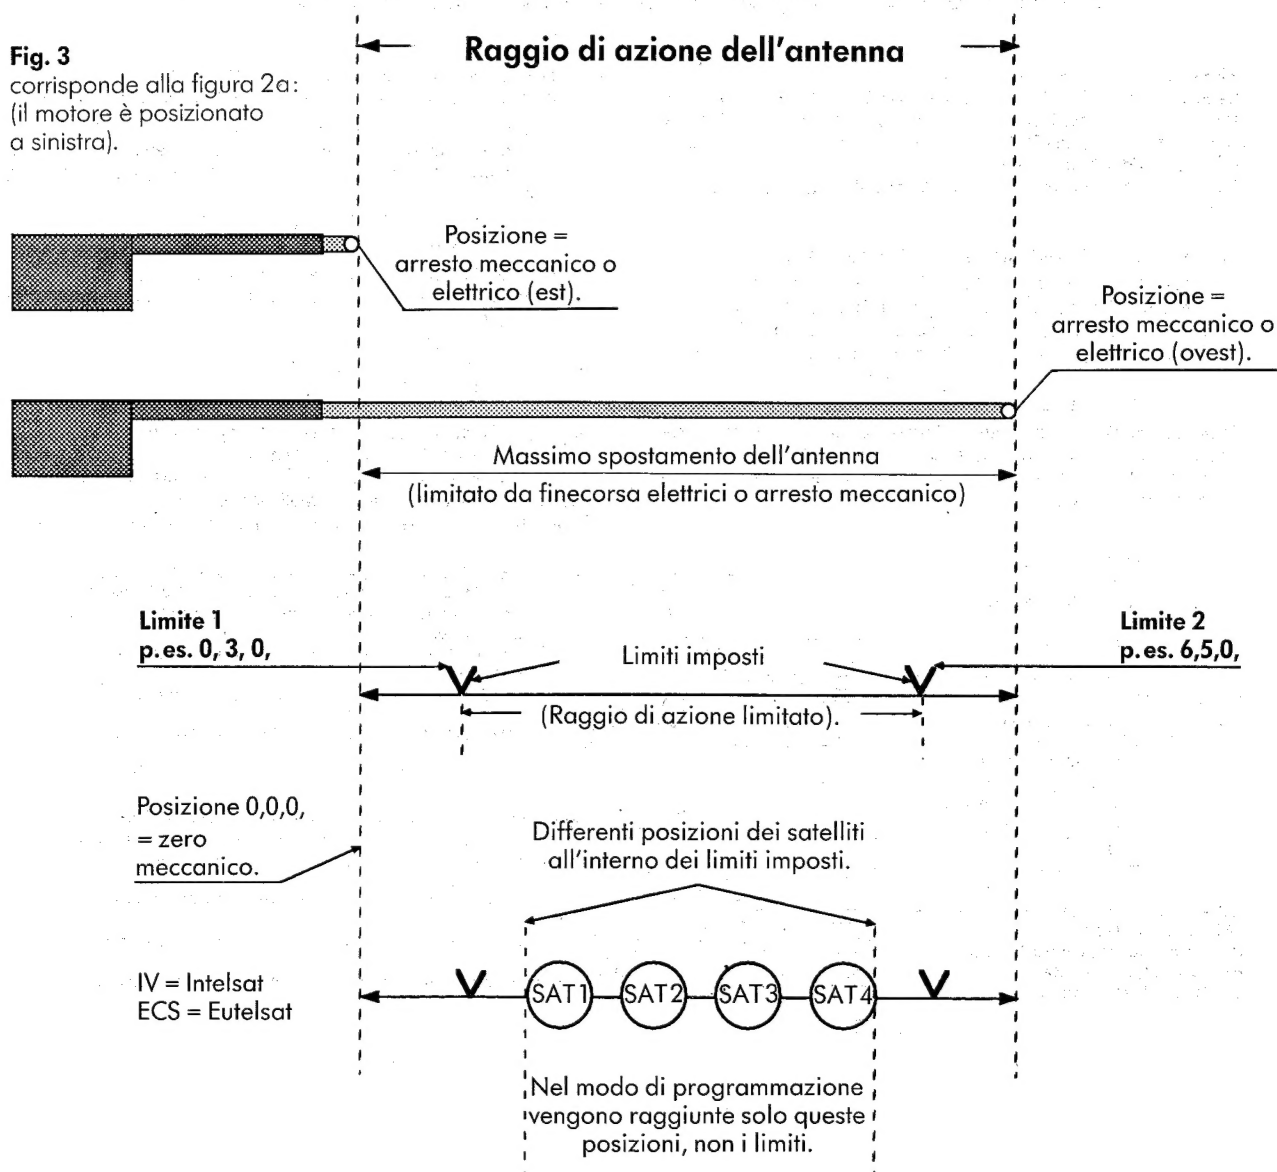 Raggio di azione dell'antenna
Fig. 3
corrisponde alla figura 2a:
(il motore è posizionato
a sinistra).
Posizione =
arresto meccanico o
elettrico (est).
Posizione =
arresto meccanico o
elettrico (ovest).
Massimo spostamento dell'antenna
(limitato da finecorsa elettrici o arresto meccanico)
Limite 1
p.es. 0, 3, 0,
Limiti imposti
Limite 2
p.es. 6,5,0,
(Raggio di azione limitato).
Posizione 0,0,0,
= zero
meccanico.
Differenti posizioni dei satelliti
all'interno dei limiti imposti.
IV = Intelsat
ECS = Eutelsat
SAT1 SAT2 SAT3 SAT4
Nel modo di programmazione
vengono raggiunte solo queste
posizioni, non i limiti.